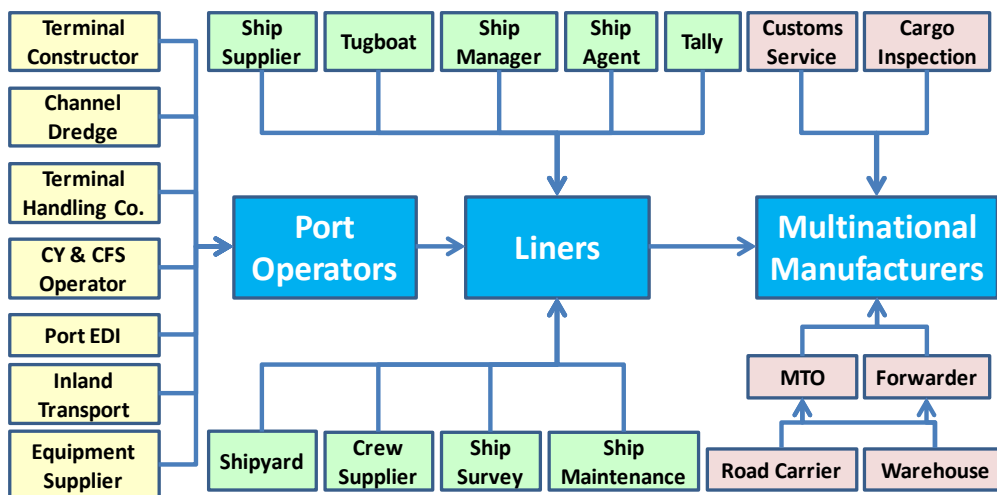 Terminal
Constructor
Channel
Dredge
Terminal
Handling Co.
CY & CFS
Operator
Port EDI
Inland
Transport
Equipment
Supplier
Ship
Supplier
Tugboat
Ship
Manager
Ship
Agent
Tally
Customs
Service
Cargo
Inspection
Port
Operators
Liners
Multinational
Manufacturers
MTO
Forwarder
Shipyard
Crew
Supplier
Ship
Survey
Ship
Maintenance
Road Carrier
Warehouse